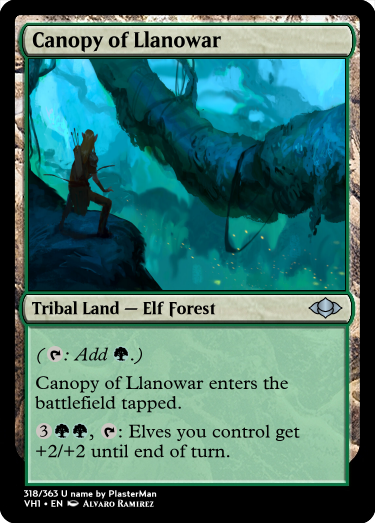 Canopy of Llanowar
Tribal Land — Elf Forest
( : Add .)
Canopy of Llanowar enters the
battlefield tapped.
3 , : Elves you control get
+2/+2 until end of turn.
318/363 U name by PlasterMan
VH1 • EN Alvaro Ramirez